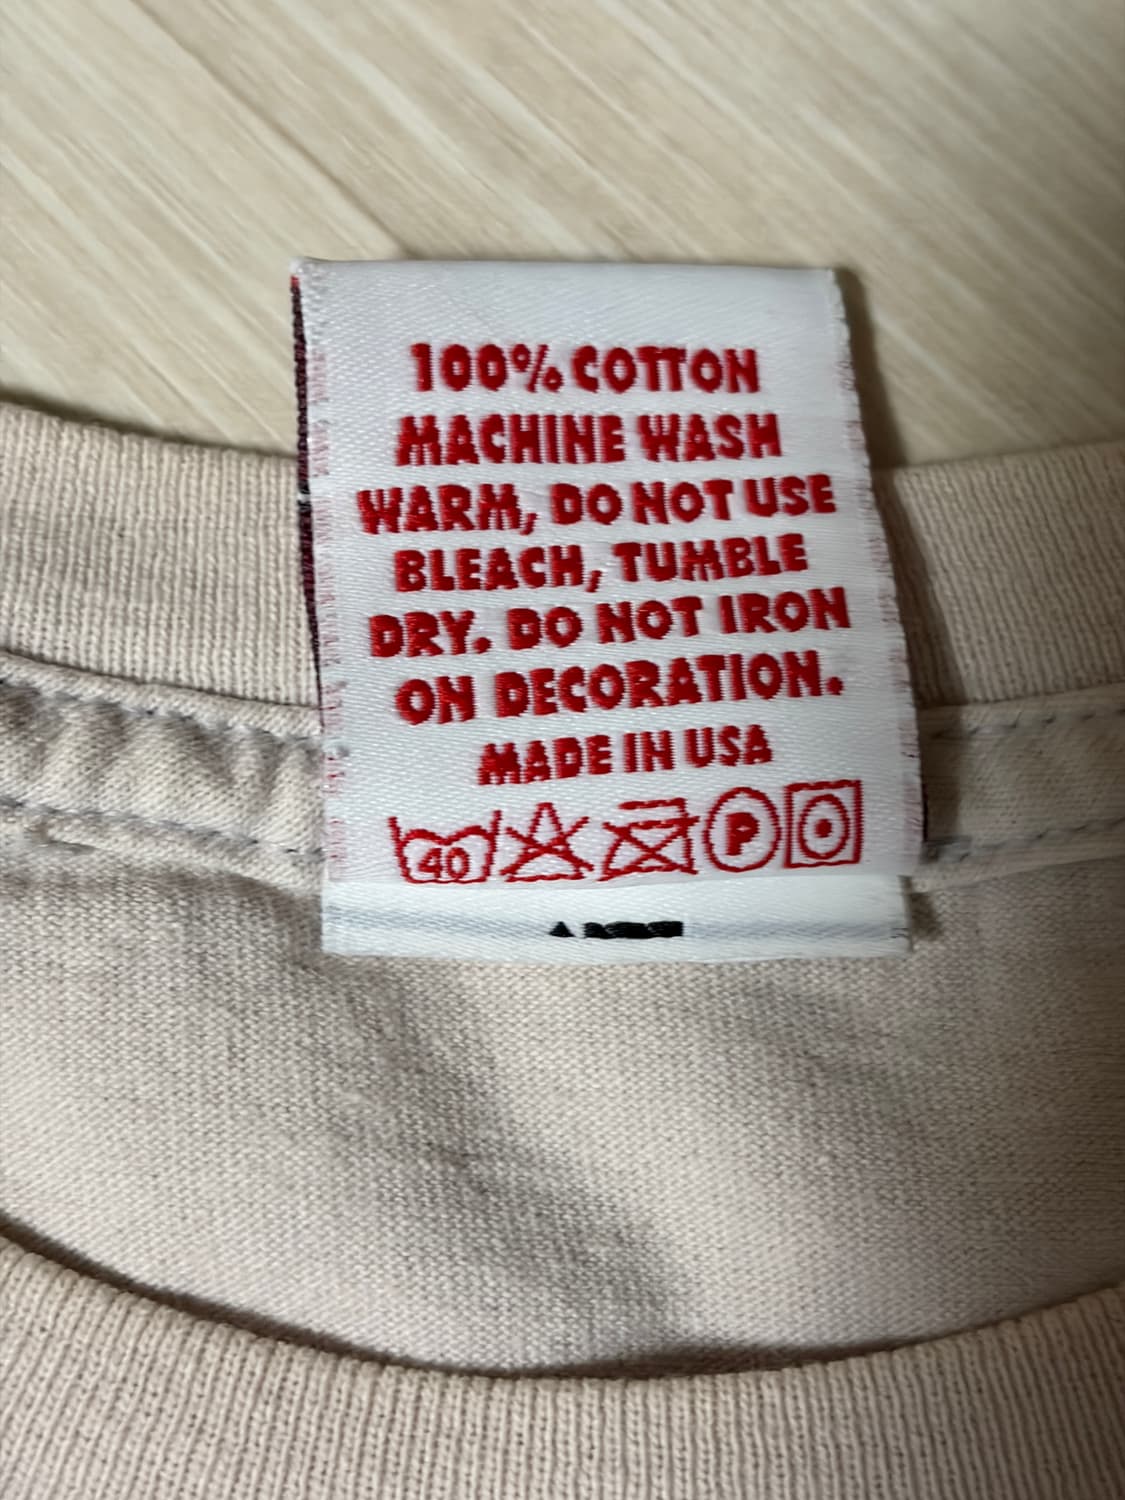 100% COTTON
MACHINE WASH
WARM, DO NOT USE
BLEACH, TUMBLE
DRY. DO NOT IRON
ON DECORATION.
MADE IN USA
40 P